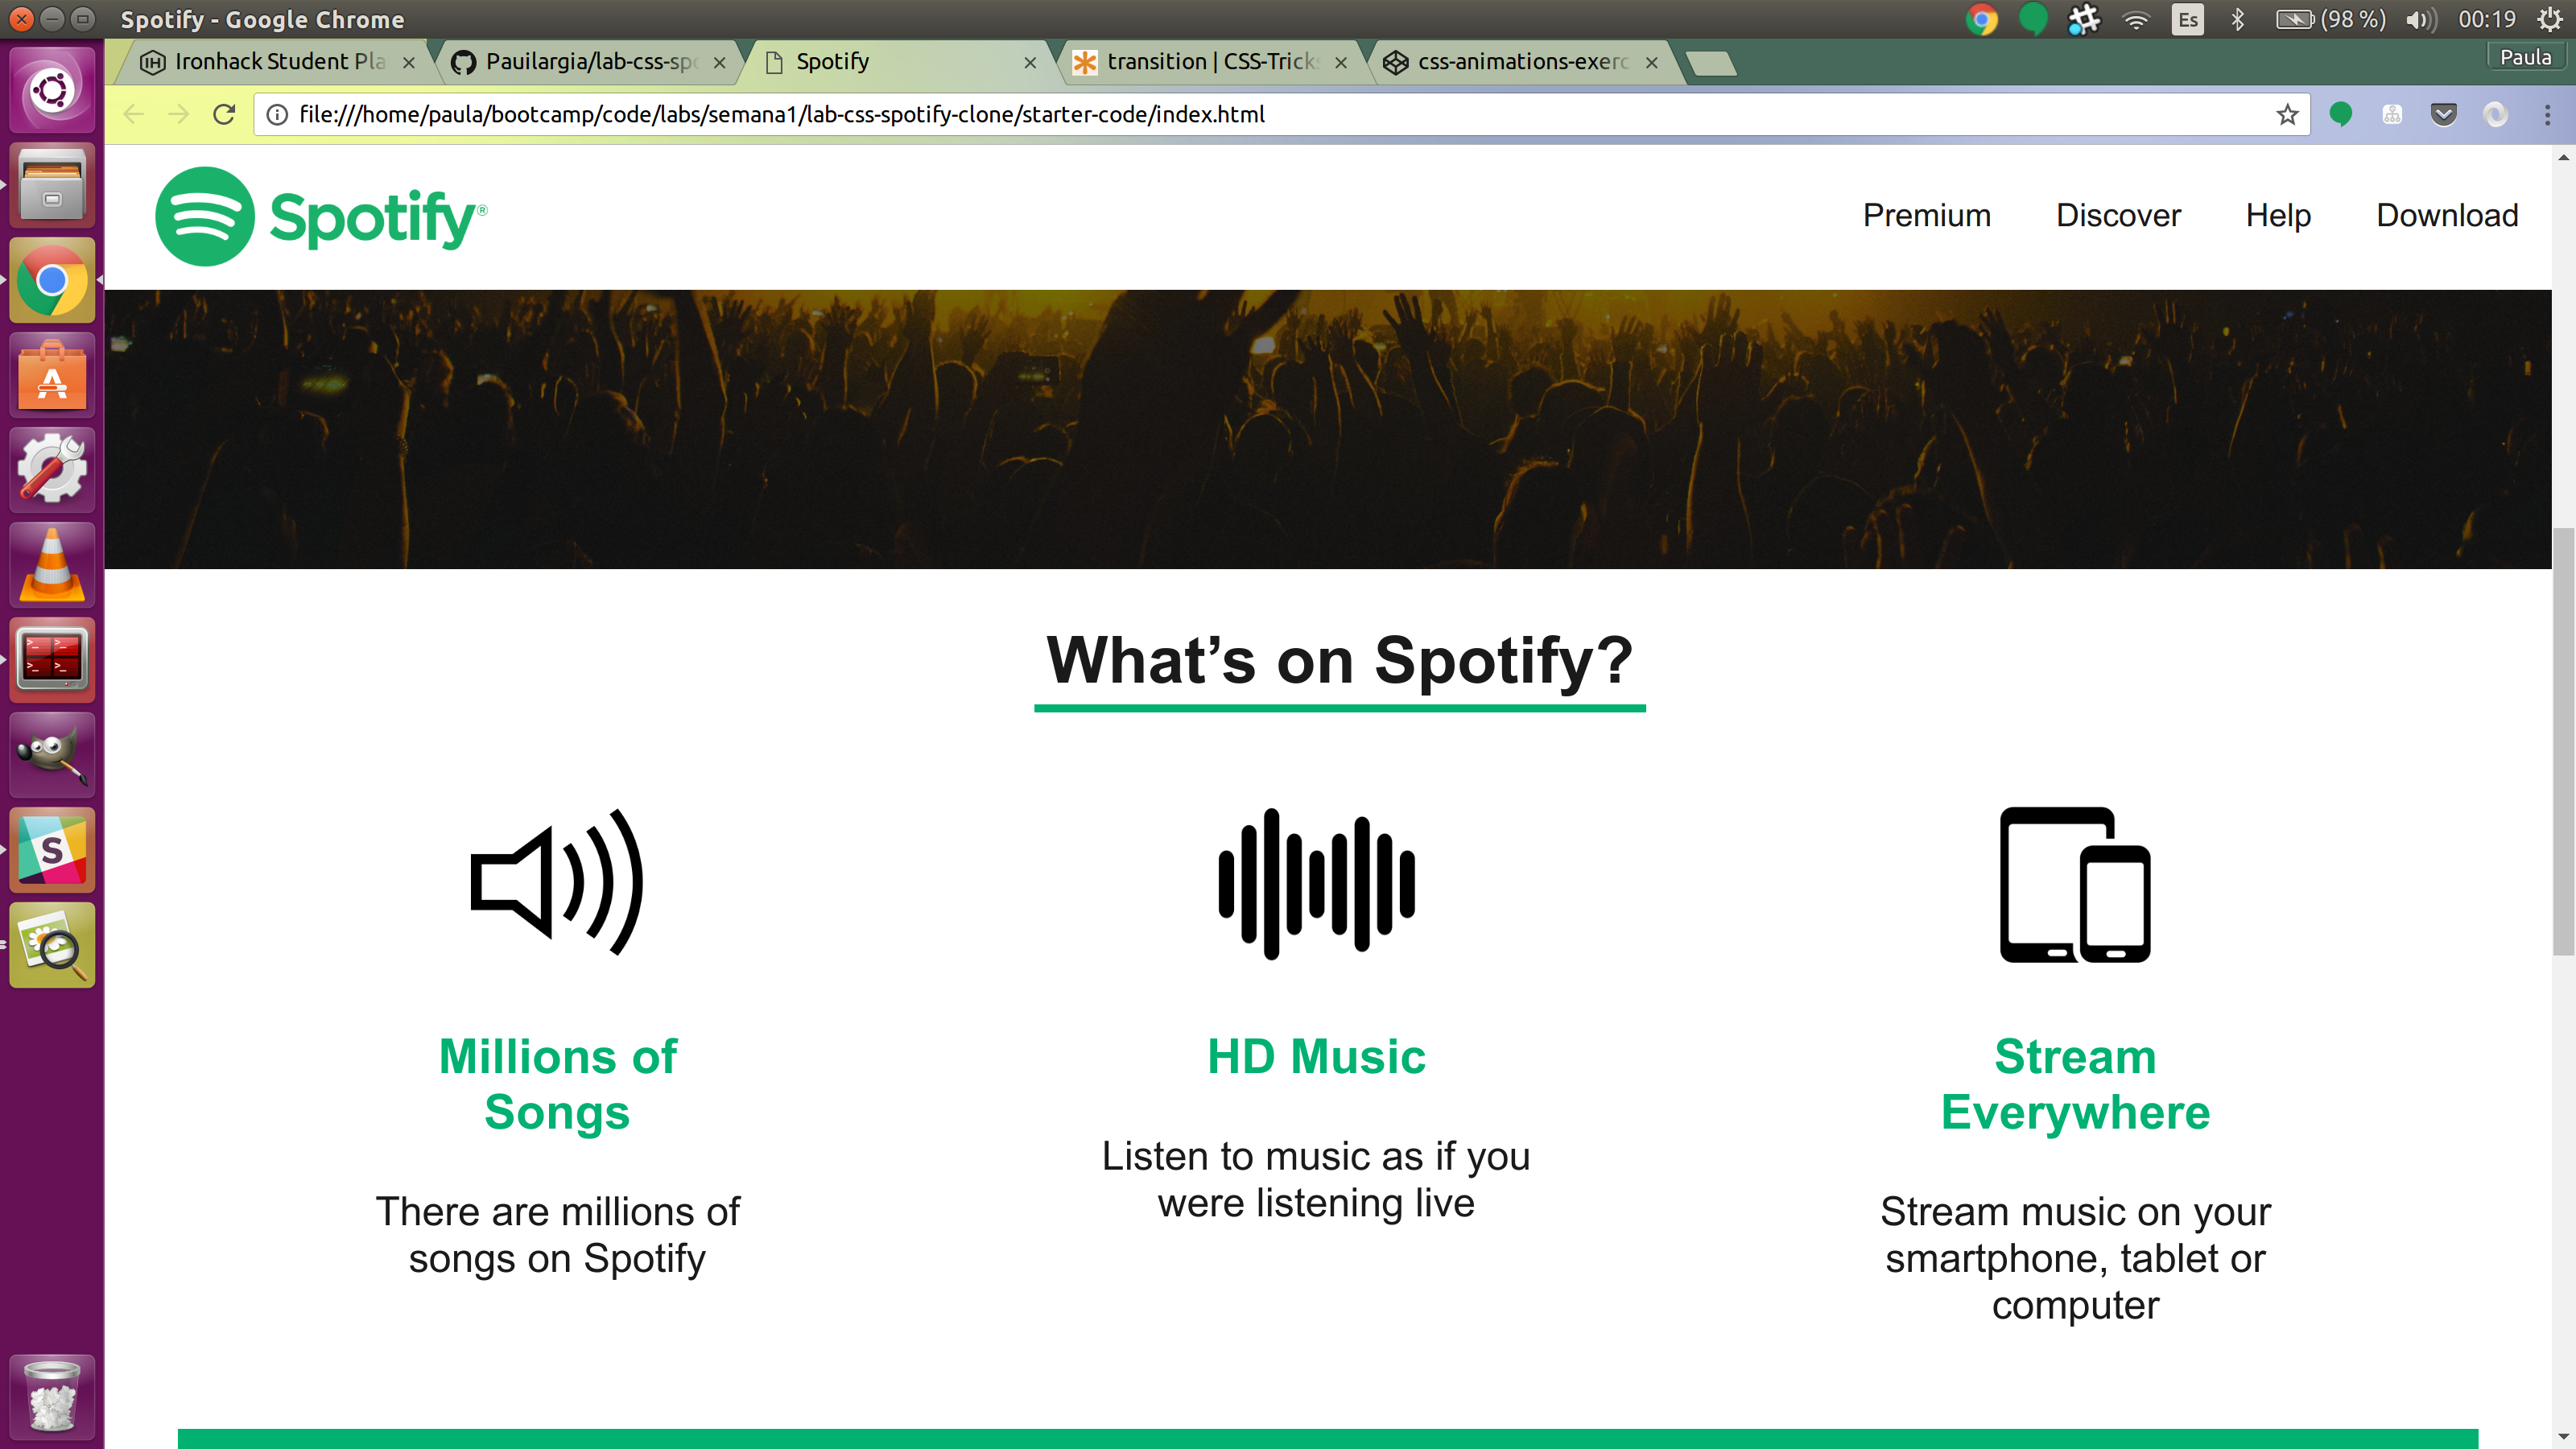 Spotify - Google Chrome
Es
(98 %)
00:19
Ironhack Student Pla
Pauilargia/lab-css-spo
Spotify
transition | CSS-Tricks
css-animations-exerc
Paula
file:///home/paula/bootcamp/code/labs/semana1/lab-css-spotify-clone/starter-code/index.html
Spotify®
Premium
Discover
Help
Download
What’s on Spotify?
Millions of
Songs
There are millions of
songs on Spotify
HD Music
Listen to music as if you
were listening live
Stream
Everywhere
Stream music on your
smartphone, tablet or
computer